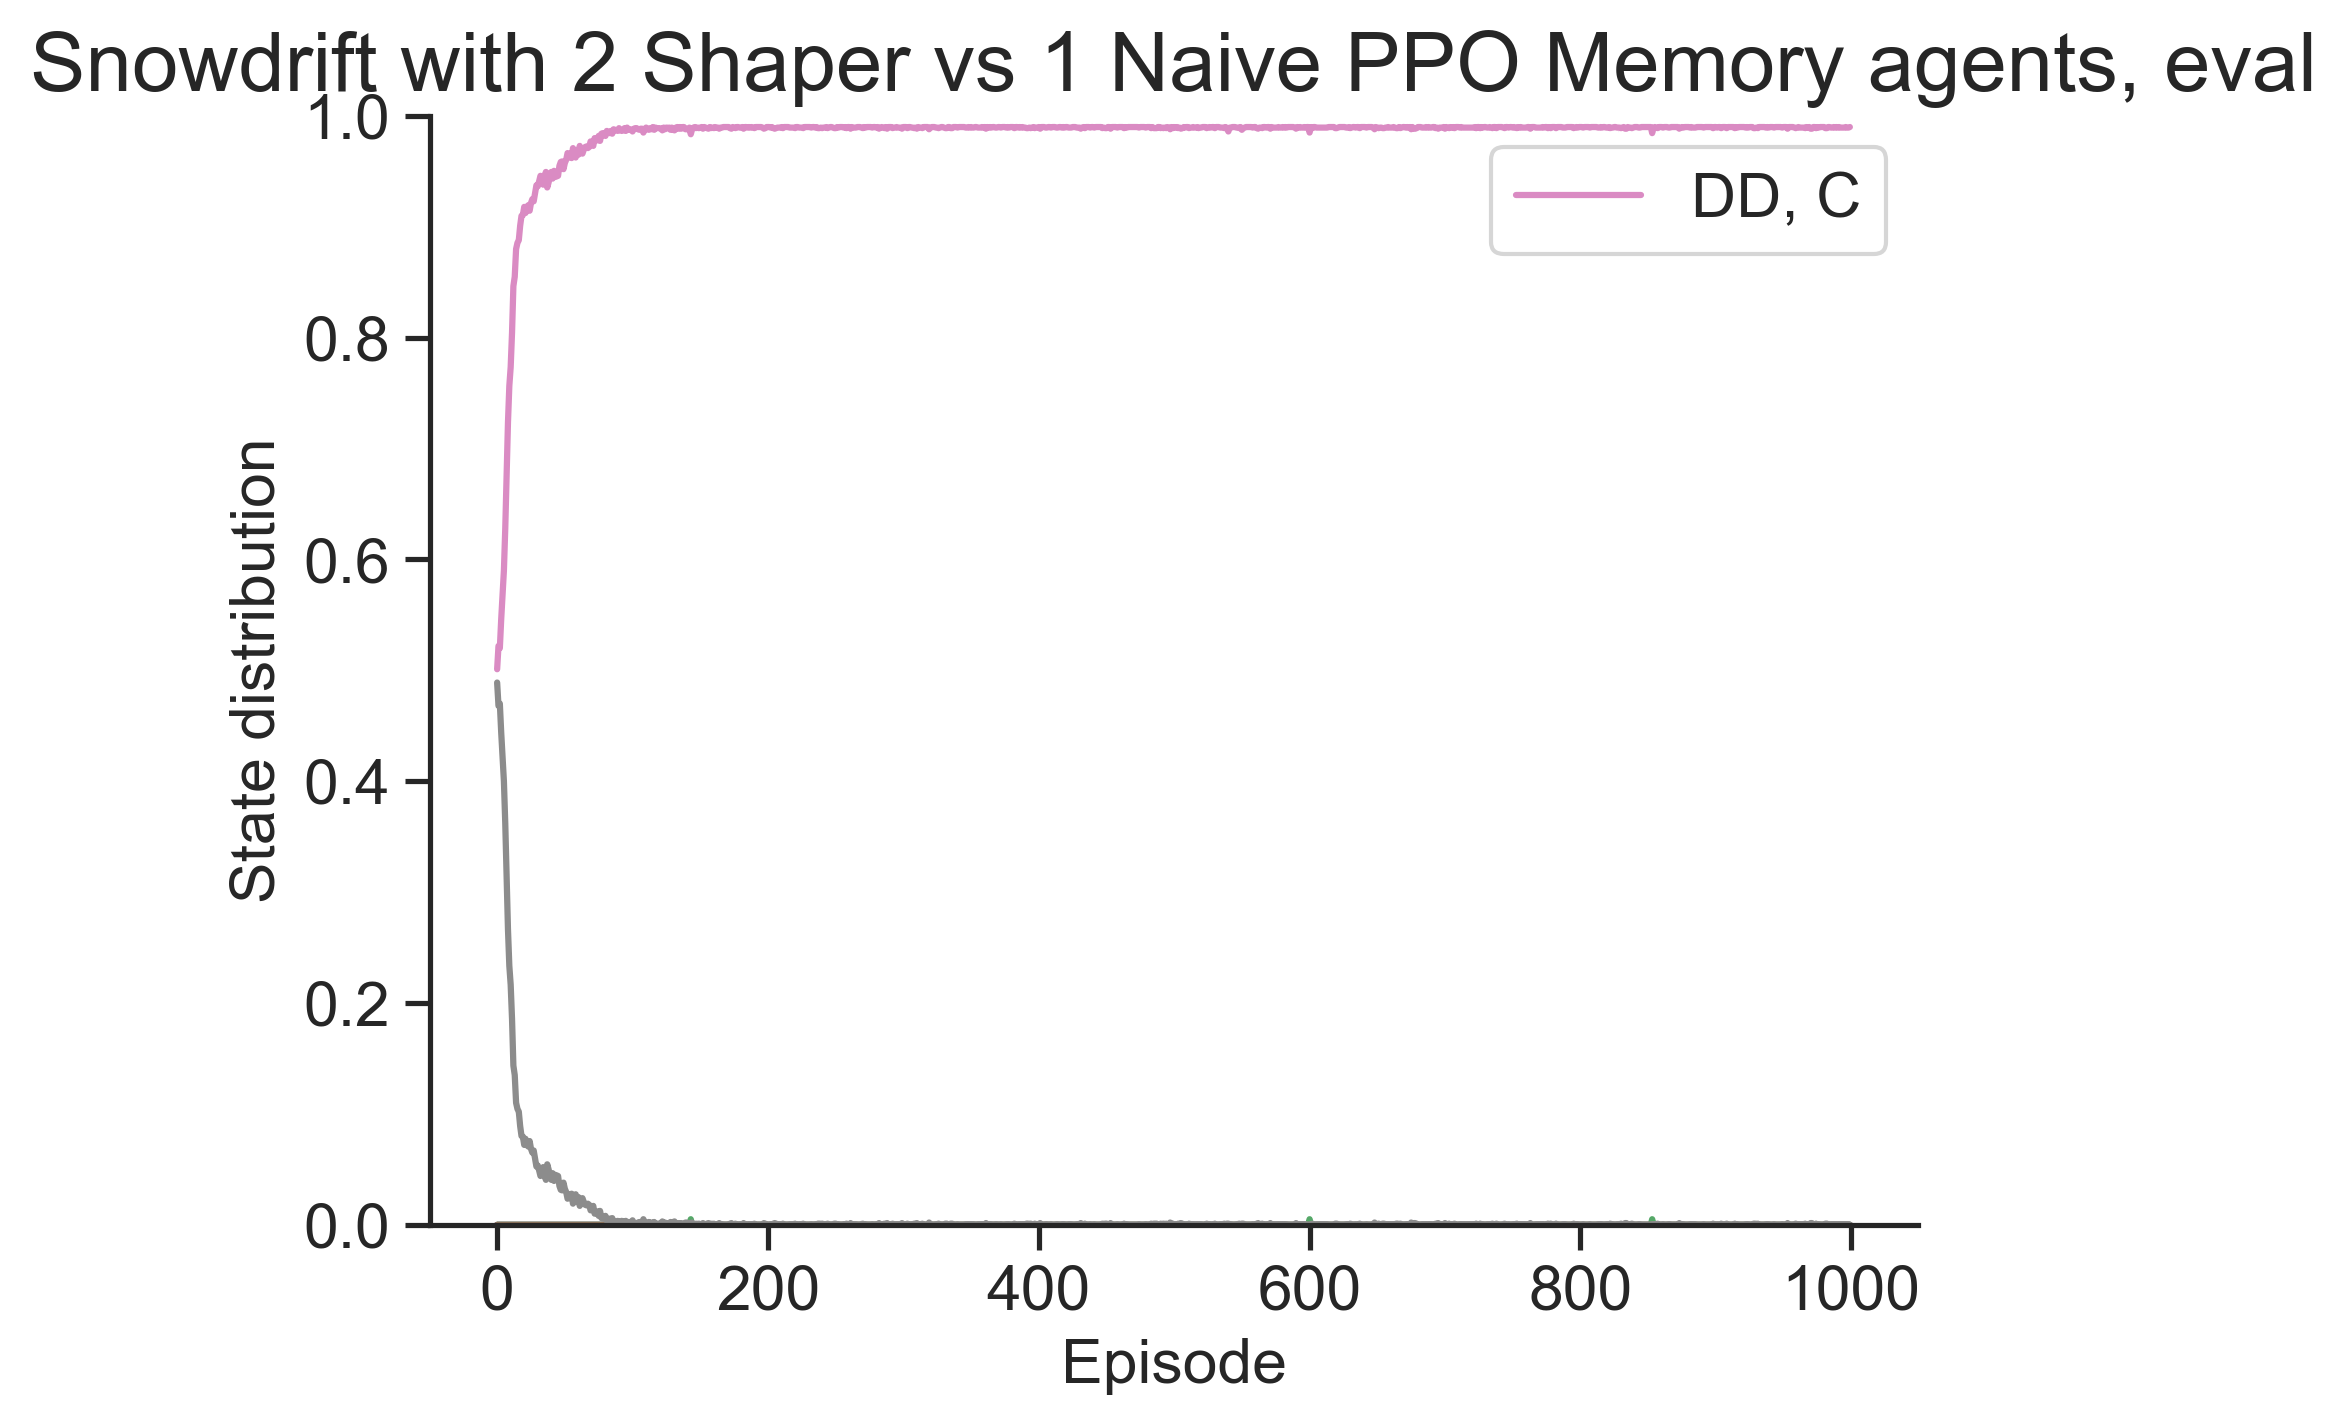 Snowdrift with 2 Shaper vs 1 Naive PPO Memory agents, eval
1.0
0.8
0.6
0.4
0.2
0.0
State distribution
DD, C
0 200 400 600 800 1000
Episode